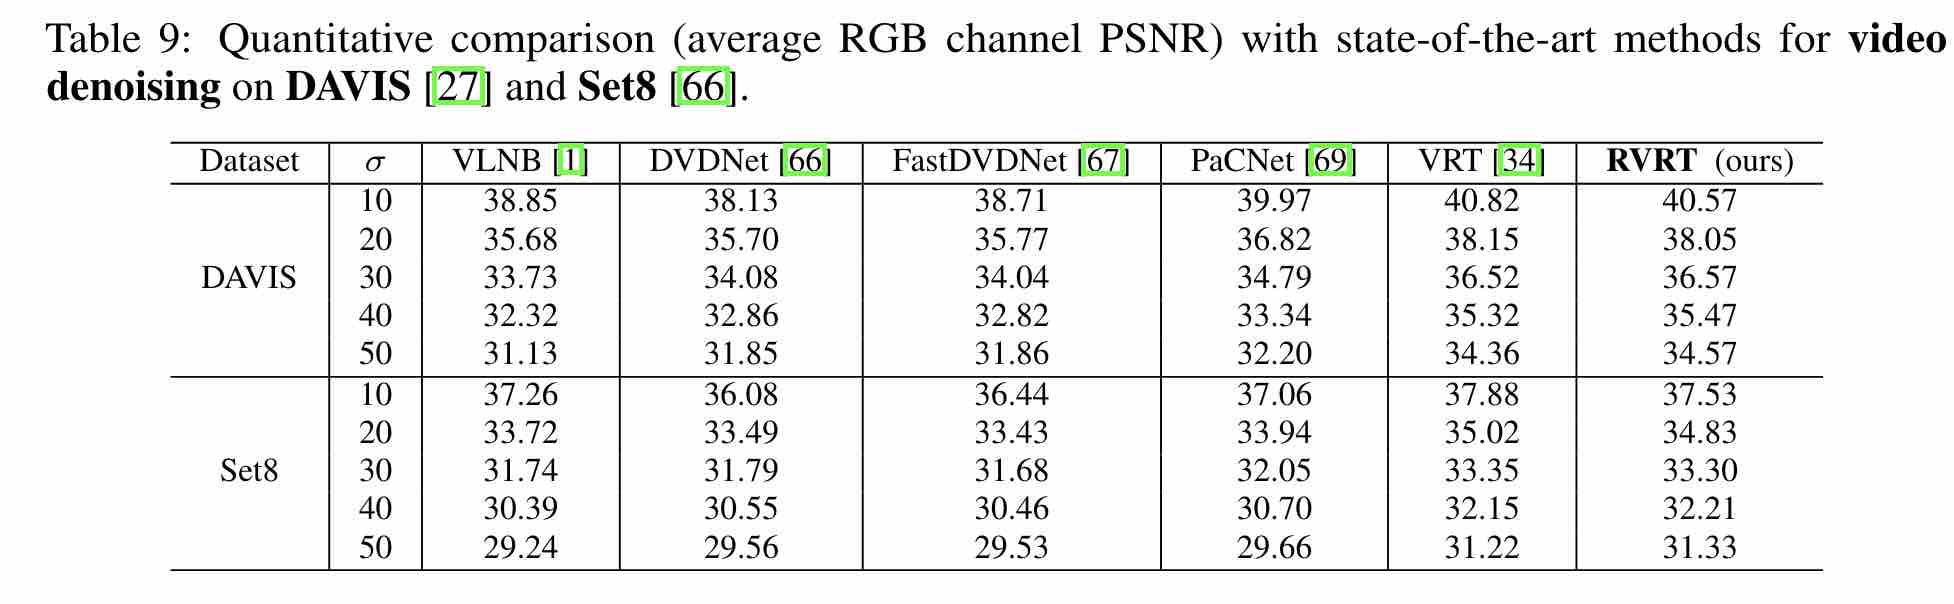 Table 9: Quantitative comparison (average RGB channel PSNR) with state-of-the-art methods for video
denoising on DAVIS [27] and Set8 [66].
Dataset σ VLNB [1] DVDNet [66] FastDVDNet [67] PaCNet [69] VRT [34] RVRT (ours)
10 38.85 38.13 38.71 39.97 40.82 40.57
20 35.68 35.70 35.77 36.82 38.15 38.05
DAVIS 30 33.73 34.08 34.04 34.79 36.52 36.57
40 32.32 32.86 32.82 33.34 35.32 35.47
50 31.13 31.85 31.86 32.20 34.36 34.57
10 37.26 36.08 36.44 37.06 37.88 37.53
20 33.72 33.49 33.43 33.94 35.02 34.83
Set8 30 31.74 31.79 31.68 32.05 33.35 33.30
40 30.39 30.55 30.46 30.70 32.15 32.21
50 29.24 29.56 29.53 29.66 31.22 31.33